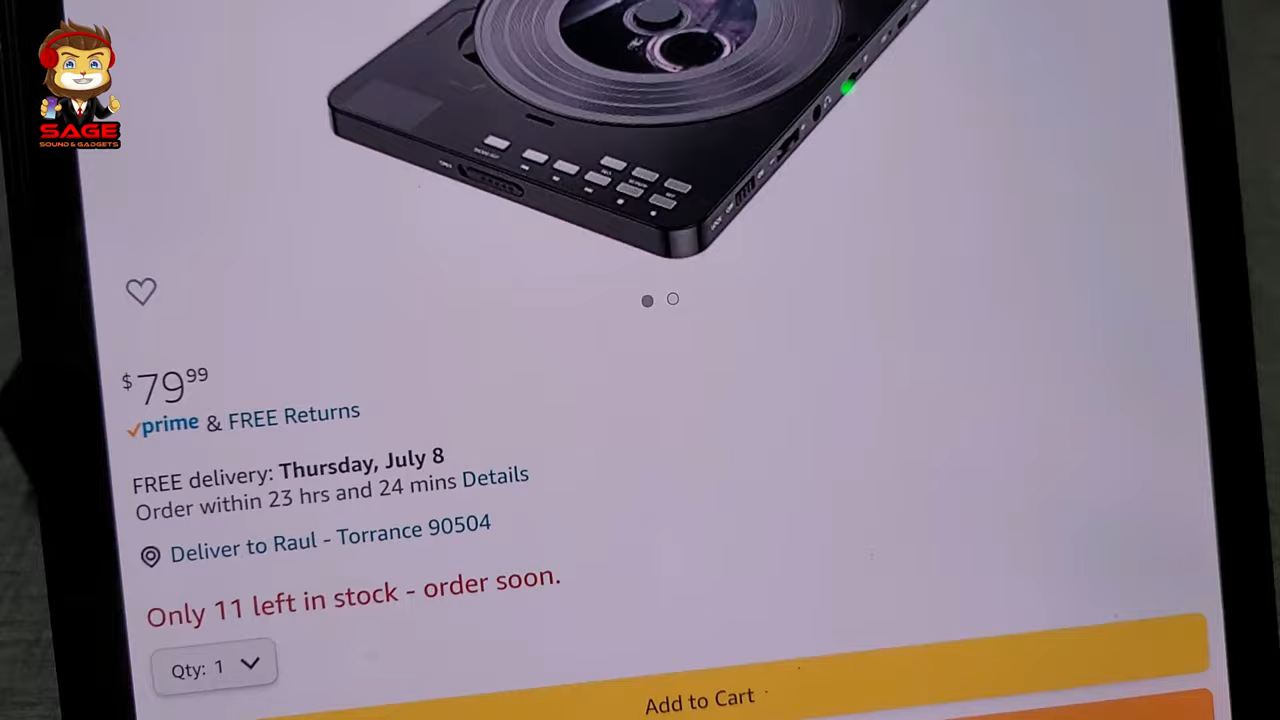 SAGE
SOUND & GADGETS
$79.99
prime & FREE Returns
FREE delivery: Thursday, July 8
Order within 23 hrs and 24 mins Details
Deliver to Raul - Torrance 90504
Only 11 left in stock - order soon.
Qty: 1
Add to Cart